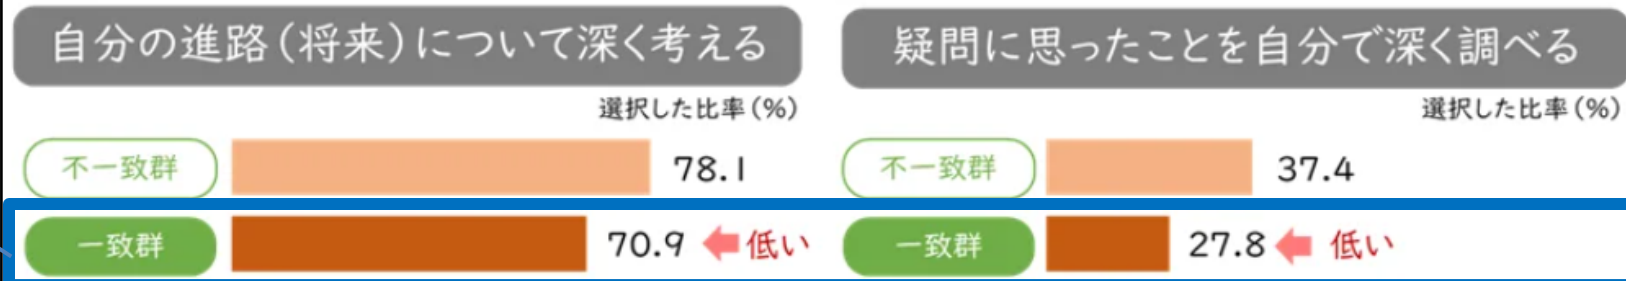 自分の進路(将来)について深く考える
選択した比率(%)
不一致群 78.1
一致群 70.9 低い
疑問に思ったことを自分で深く調べる
選択した比率(%)
不一致群 37.4
一致群 27.8 低い